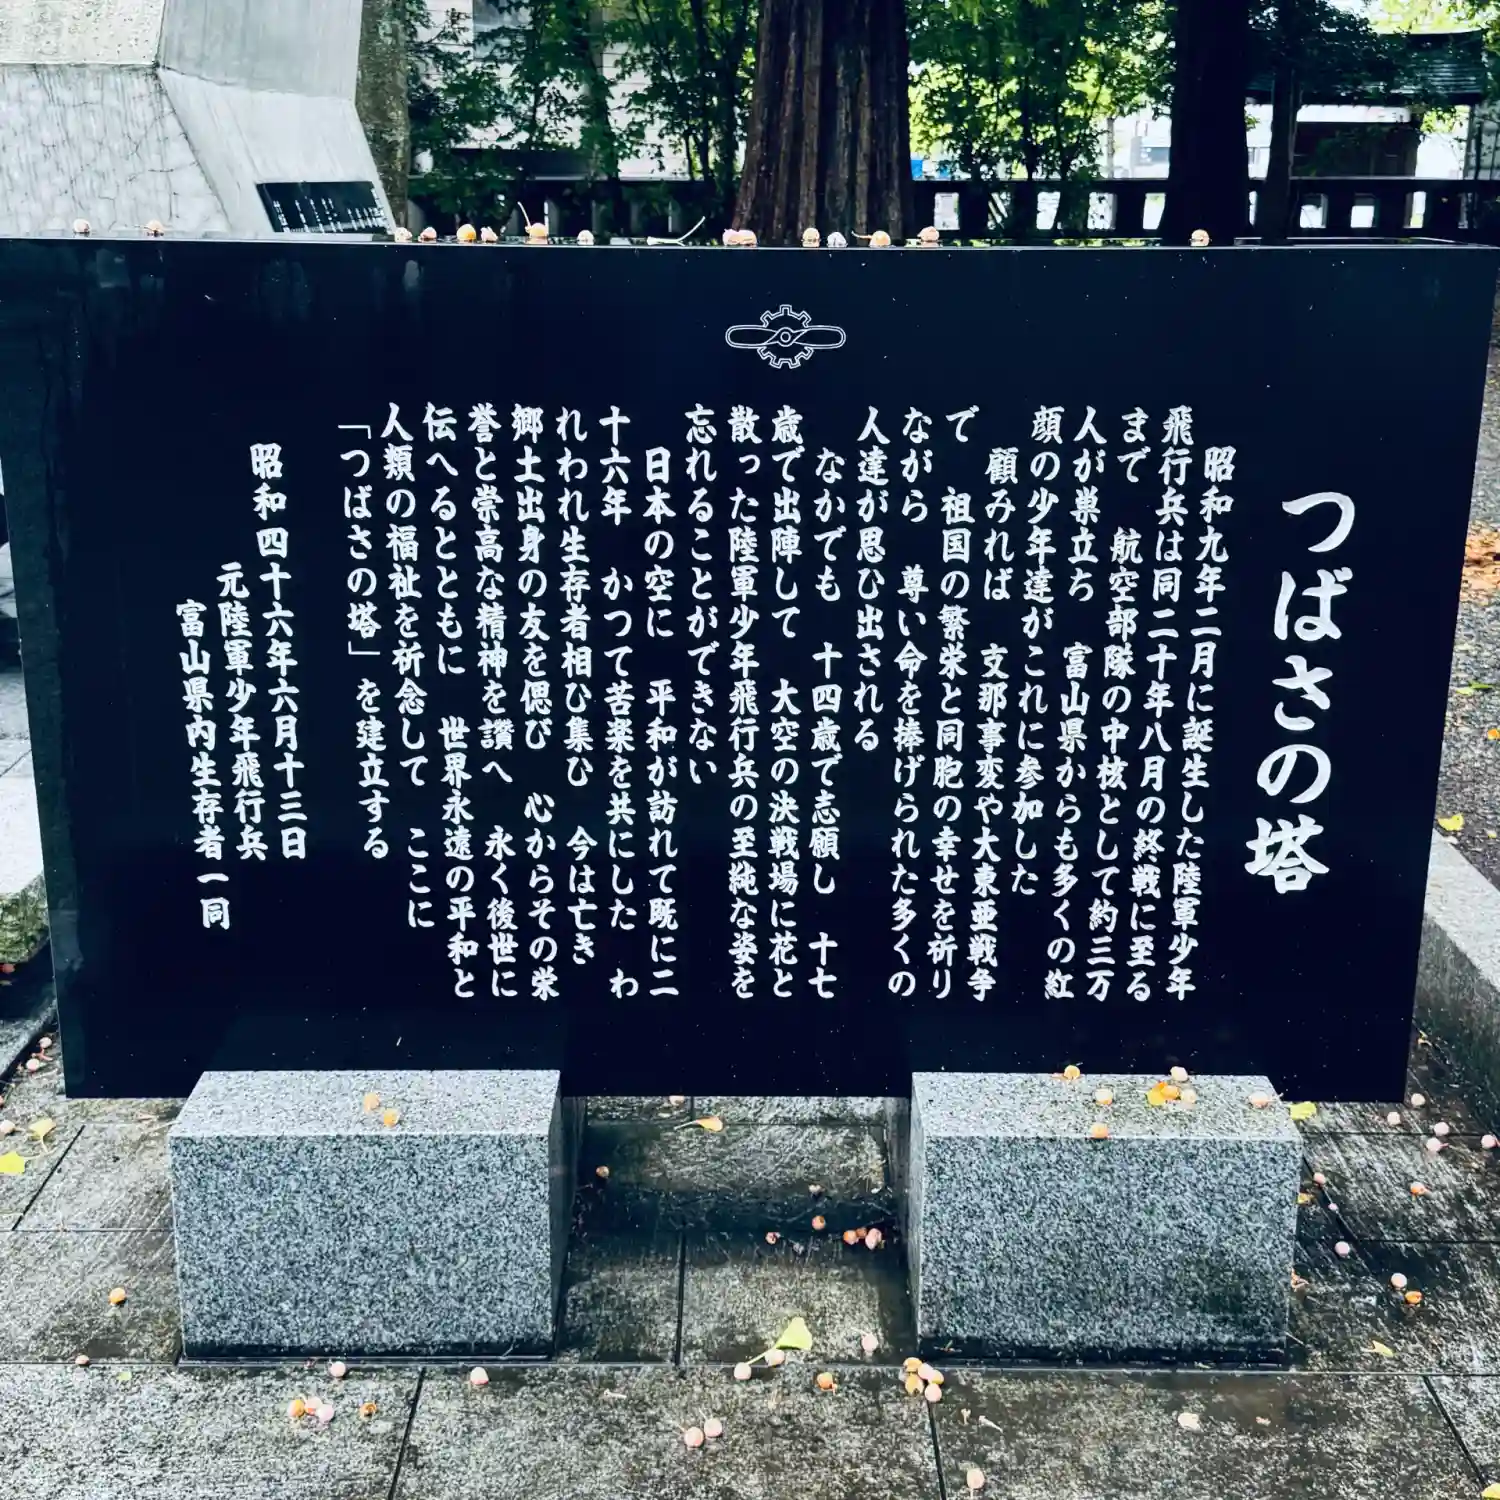 つばさの塔
昭和九年二月に誕生した陸軍少年
飛行兵は同二十年八月の終戦に至る
まで 航空部隊の中核として約三万
人が巣立ち 富山県からも多くの紅
顔の少年達がこれに参加した
顧みれば 支那事変や大東亜戦争
で 祖国の繁栄と同胞の幸せを祈り
ながら 尊い命を捧げられた多くの
人達が思ひ出される
なかでも 十四歳で志願し 十七
歳で出陣して 大空の決戦場に花と
散った陸軍少年飛行兵の至純な姿を
忘れることができない
日本の空に 平和が訪れて既に二
十六年 かつて苦楽を共にした わ
れわれ生存者相む集む 今は亡き
郷土出身の友を偲び 心からその栄
誉と崇高な精神を讃へ 永く後世に
伝へるとともに 世界永遠の平和と
人類の福祉を祈念して ここに
「つばさの塔」を建立する
昭和四十六年六月十三日
元陸軍少年飛行兵
富山県内生存者一同